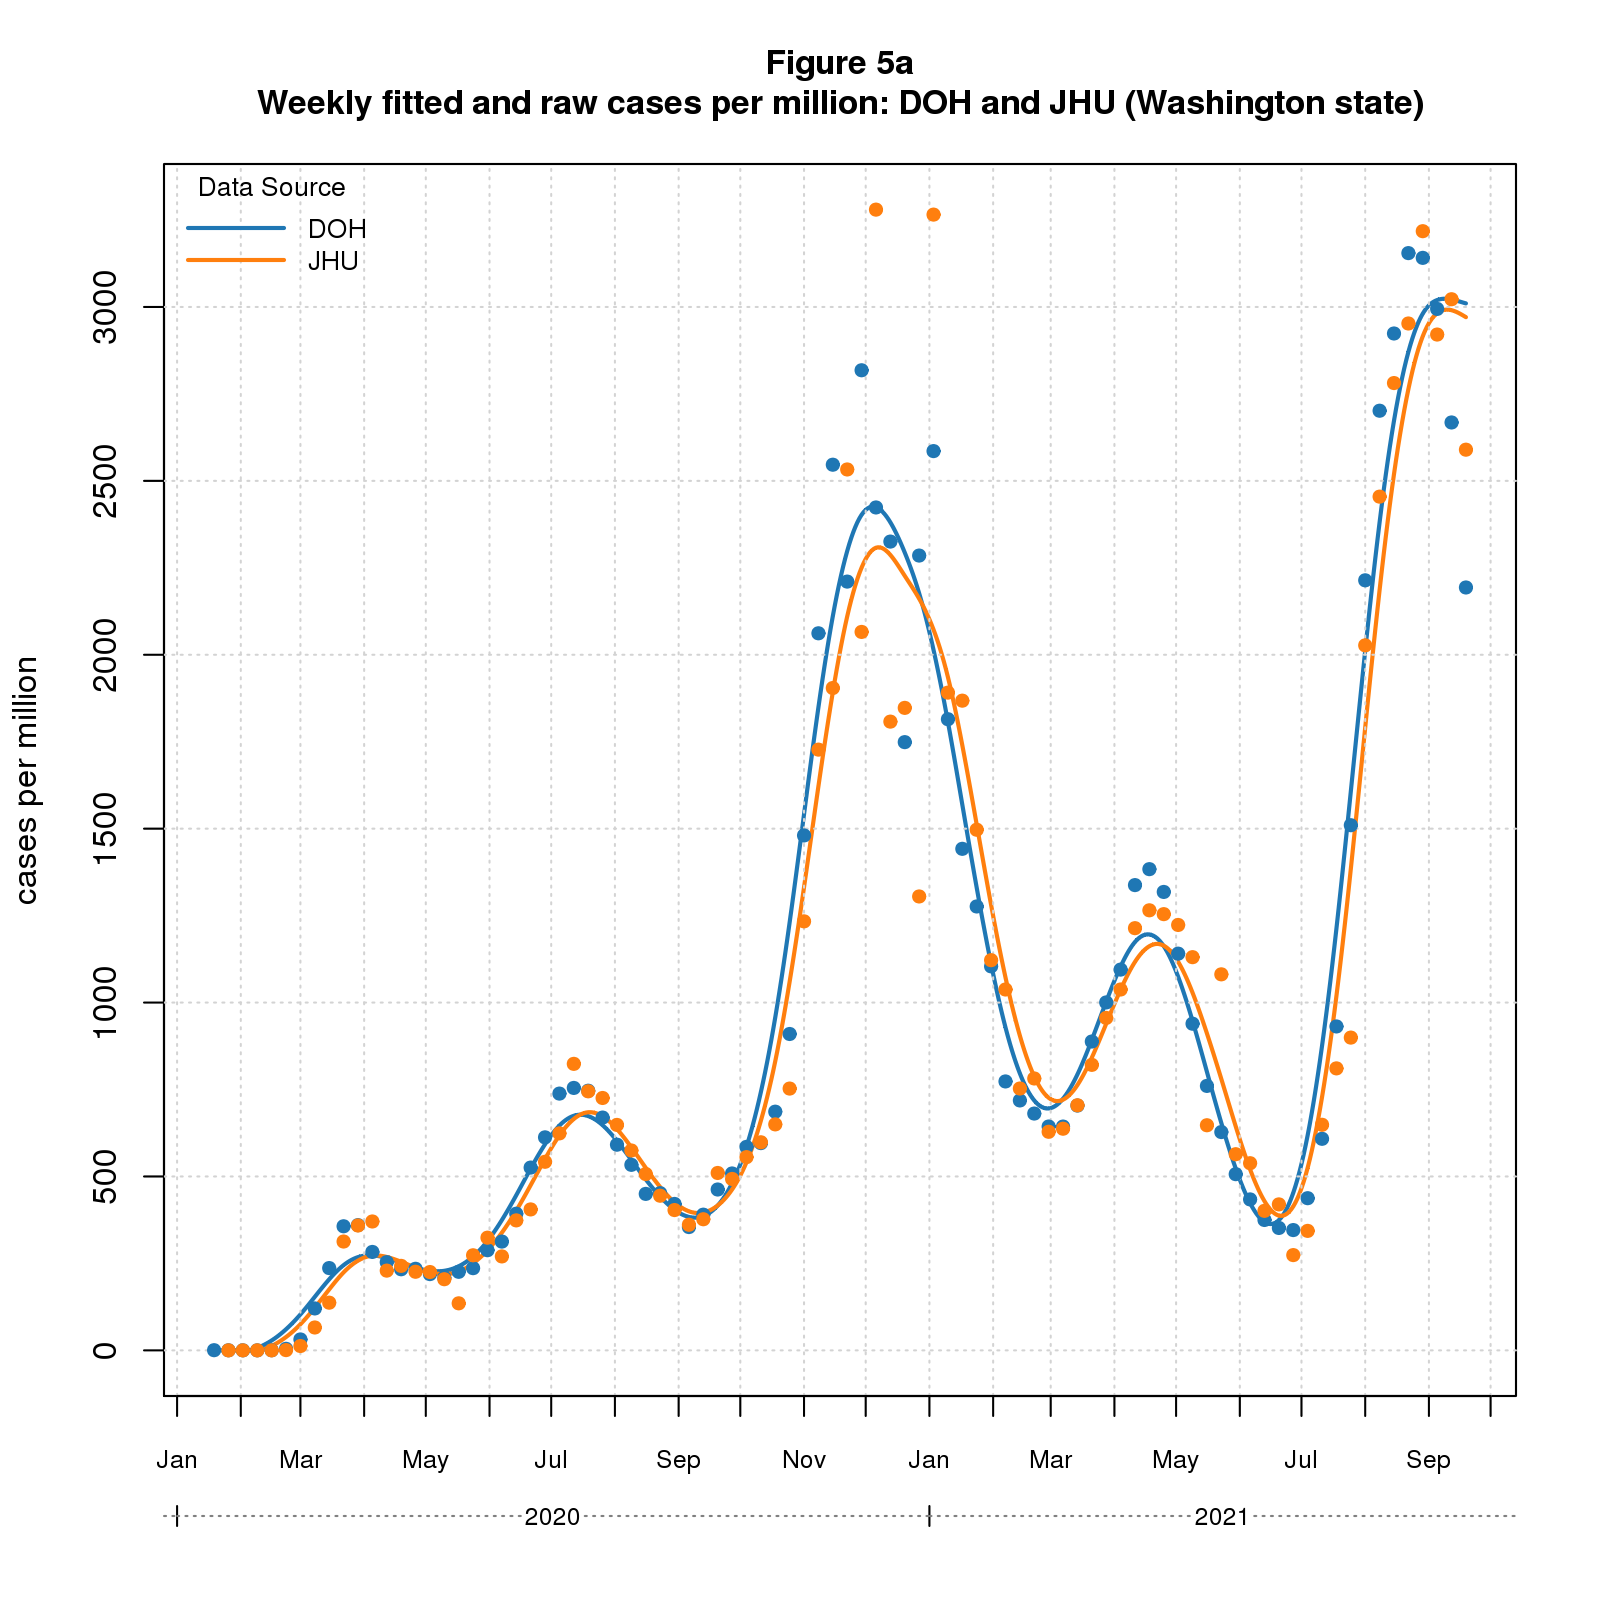 Figure 5a
Weekly fitted and raw cases per million: DOH and JHU (Washington state)
Data Source
DOH
JHU
cases per million
3000
2500
2000
1500
1000
500
0
Jan Mar May Jul Sep Nov Jan Mar May Jul Sep
2020 2021